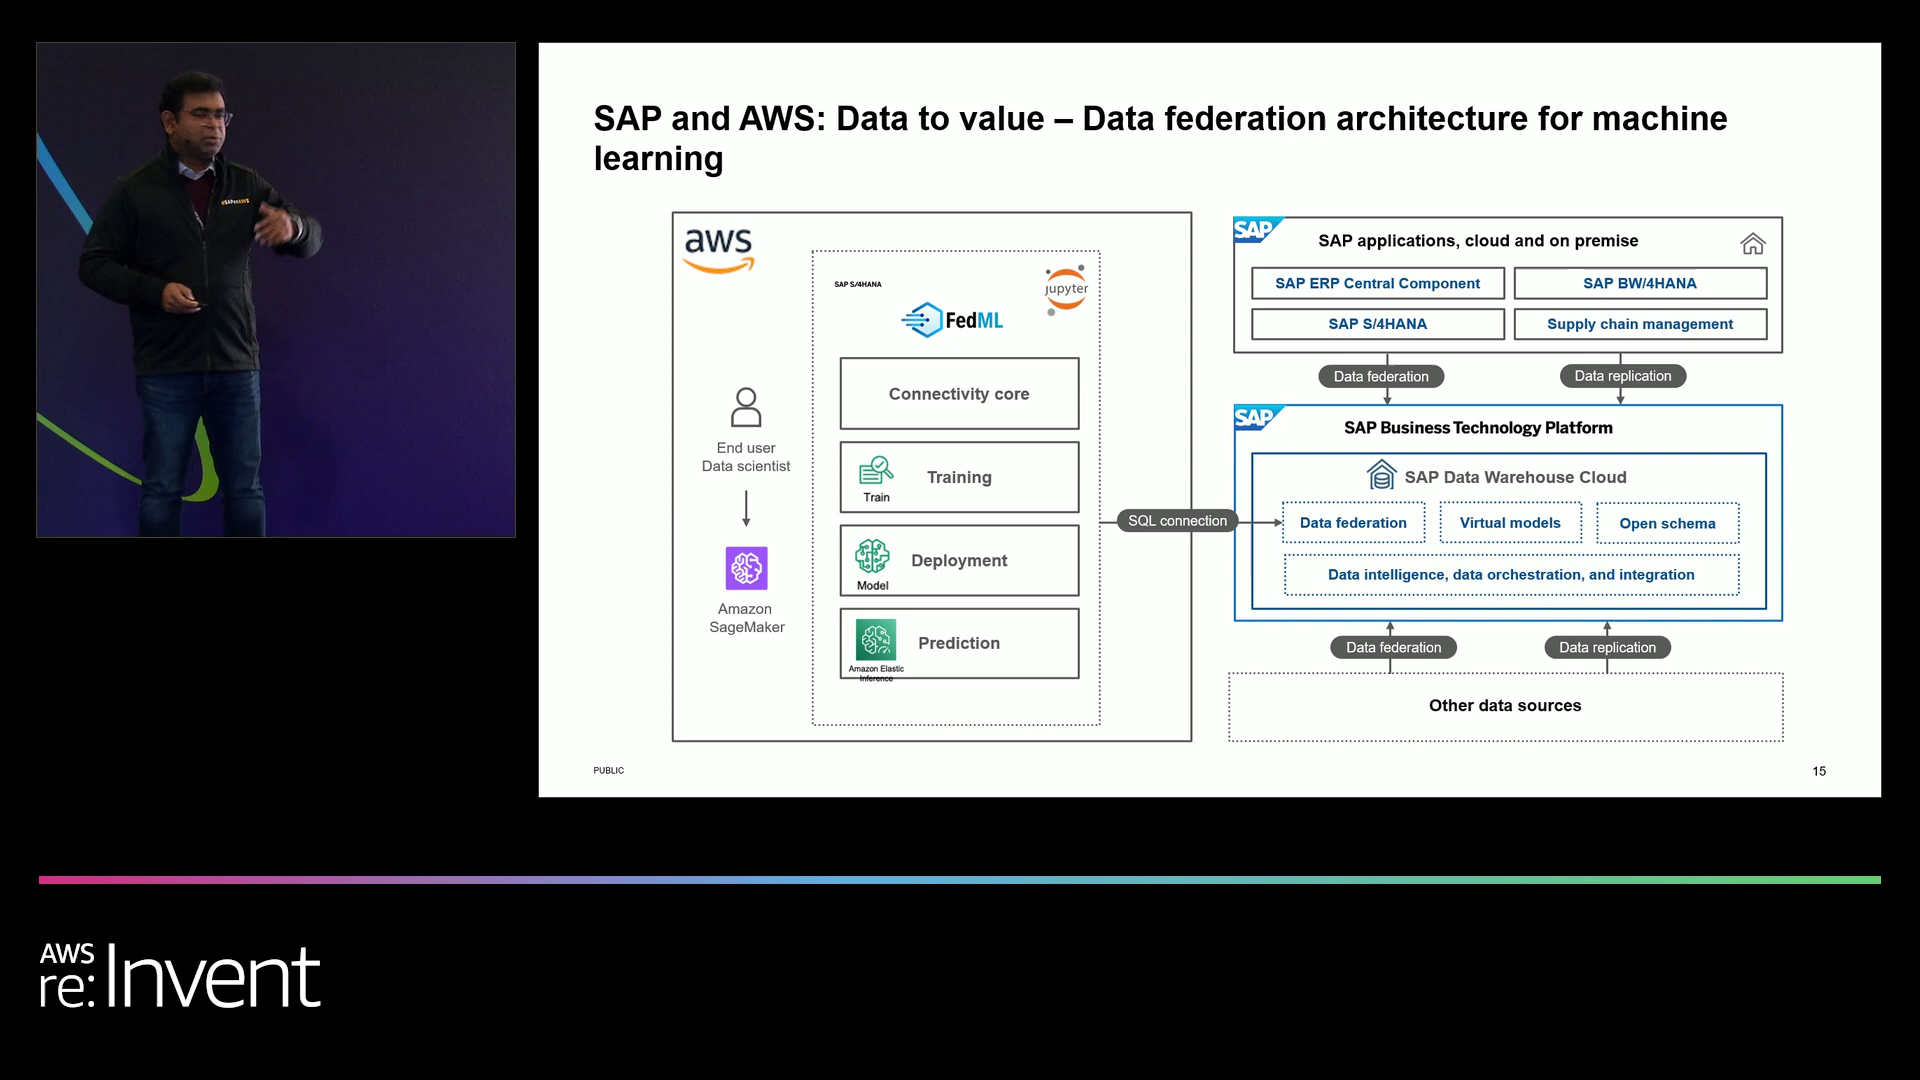 #SAPonAWS
SAP and AWS: Data to value – Data federation architecture for machine
learning
aws
SAP S/4HANA
jupyter
FedML
Connectivity core
Train
Training
Model
Deployment
Amazon Elastic
Inference
Prediction
End user
Data scientist
Amazon
SageMaker
SQL connection
SAP
SAP applications, cloud and on premise
SAP ERP Central Component
SAP BW/4HANA
SAP S/4HANA
Supply chain management
Data federation
Data replication
SAP
SAP Business Technology Platform
SAP Data Warehouse Cloud
Data federation
Virtual models
Open schema
Data intelligence, data orchestration, and integration
Data federation
Data replication
Other data sources
PUBLIC
15
AWS
re:Invent